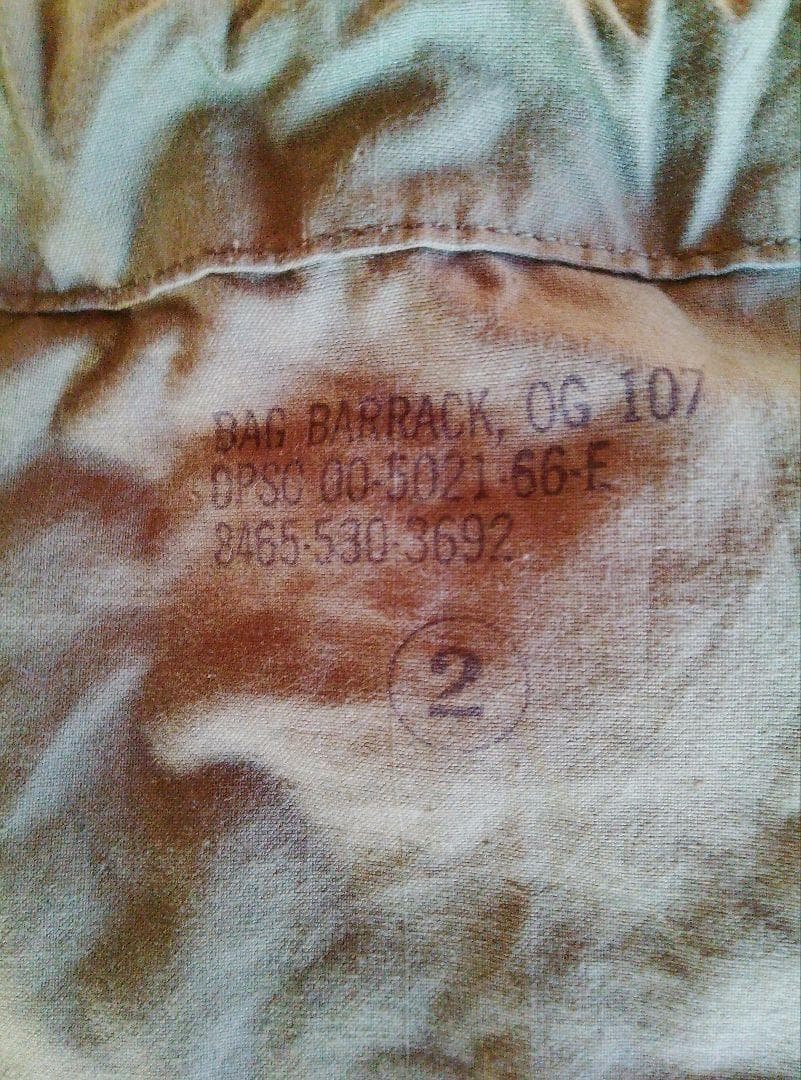 BAG BARRACK, OG 107
DPSC 00-5021-66-E
8465-530-3692
2